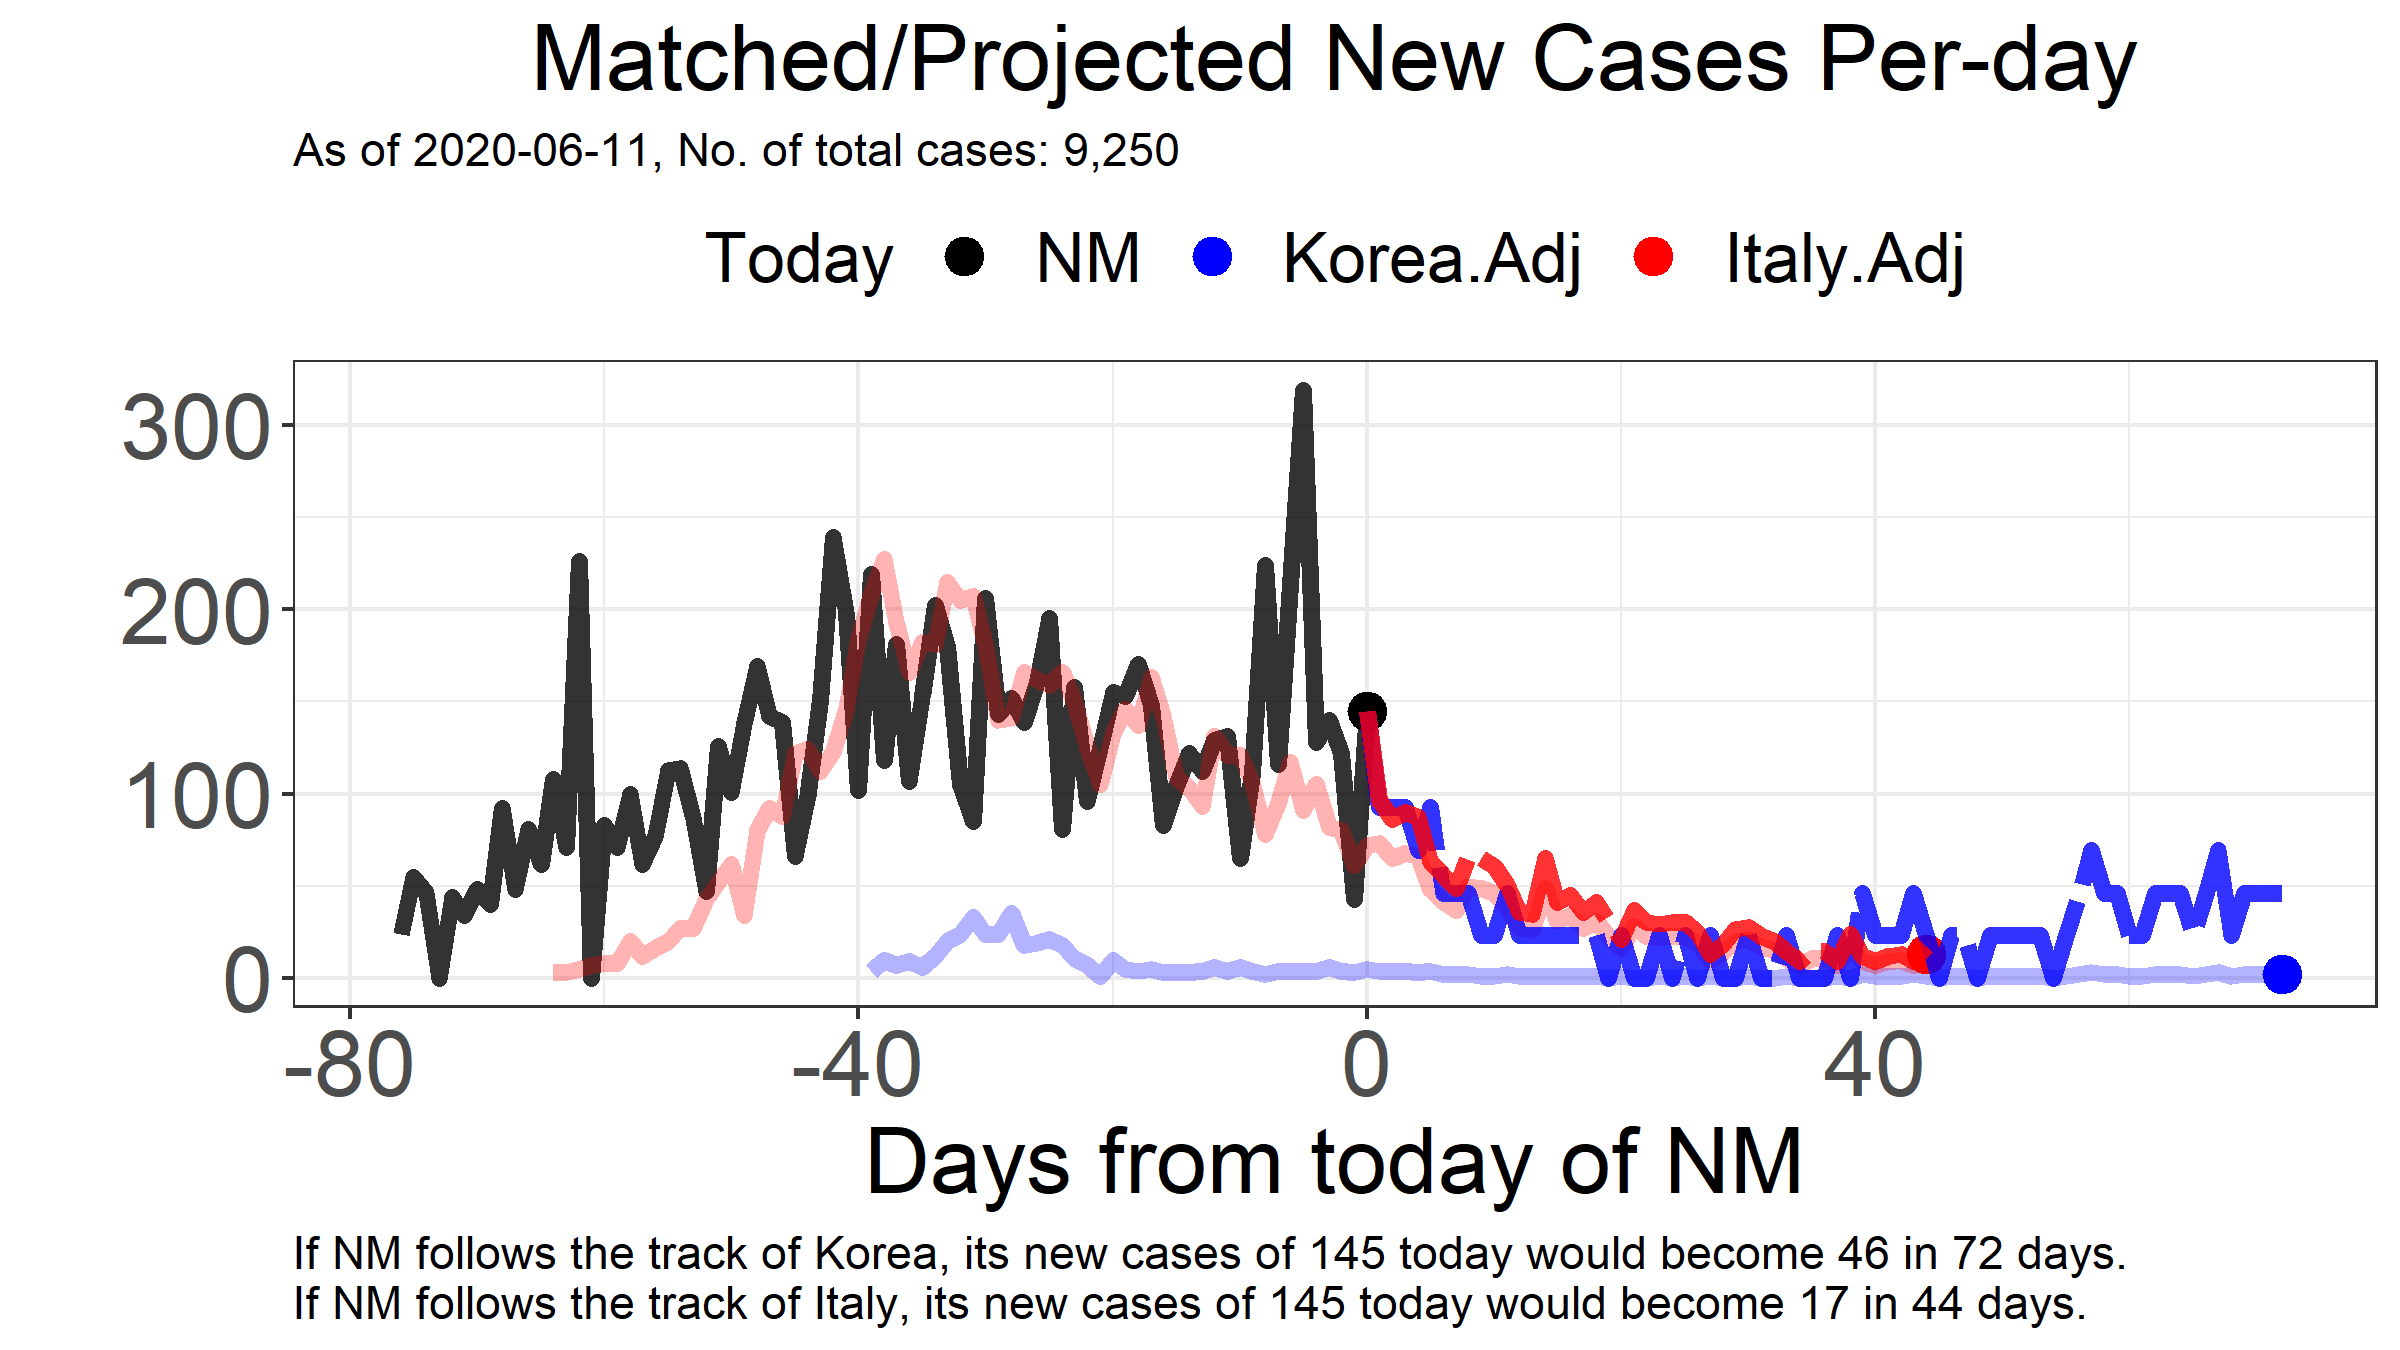 Matched/Projected New Cases Per-day
As of 2020-06-11, No. of total cases: 9,250
Today NM Korea.Adj Italy.Adj
300
200
100
0
-80 -40 0 40
Days from today of NM
If NM follows the track of Korea, its new cases of 145 today would become 46 in 72 days.
If NM follows the track of Italy, its new cases of 145 today would become 17 in 44 days.